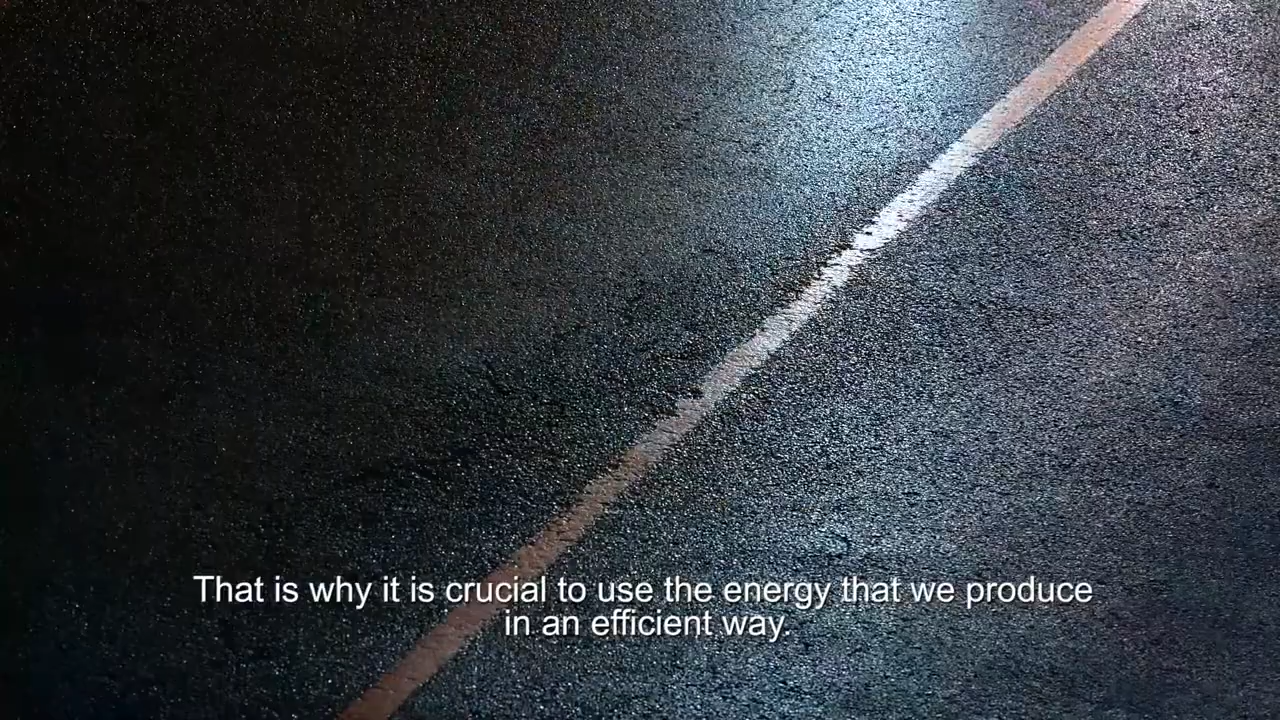 That is why it is crucial to use the energy that we produce
in an efficient way.